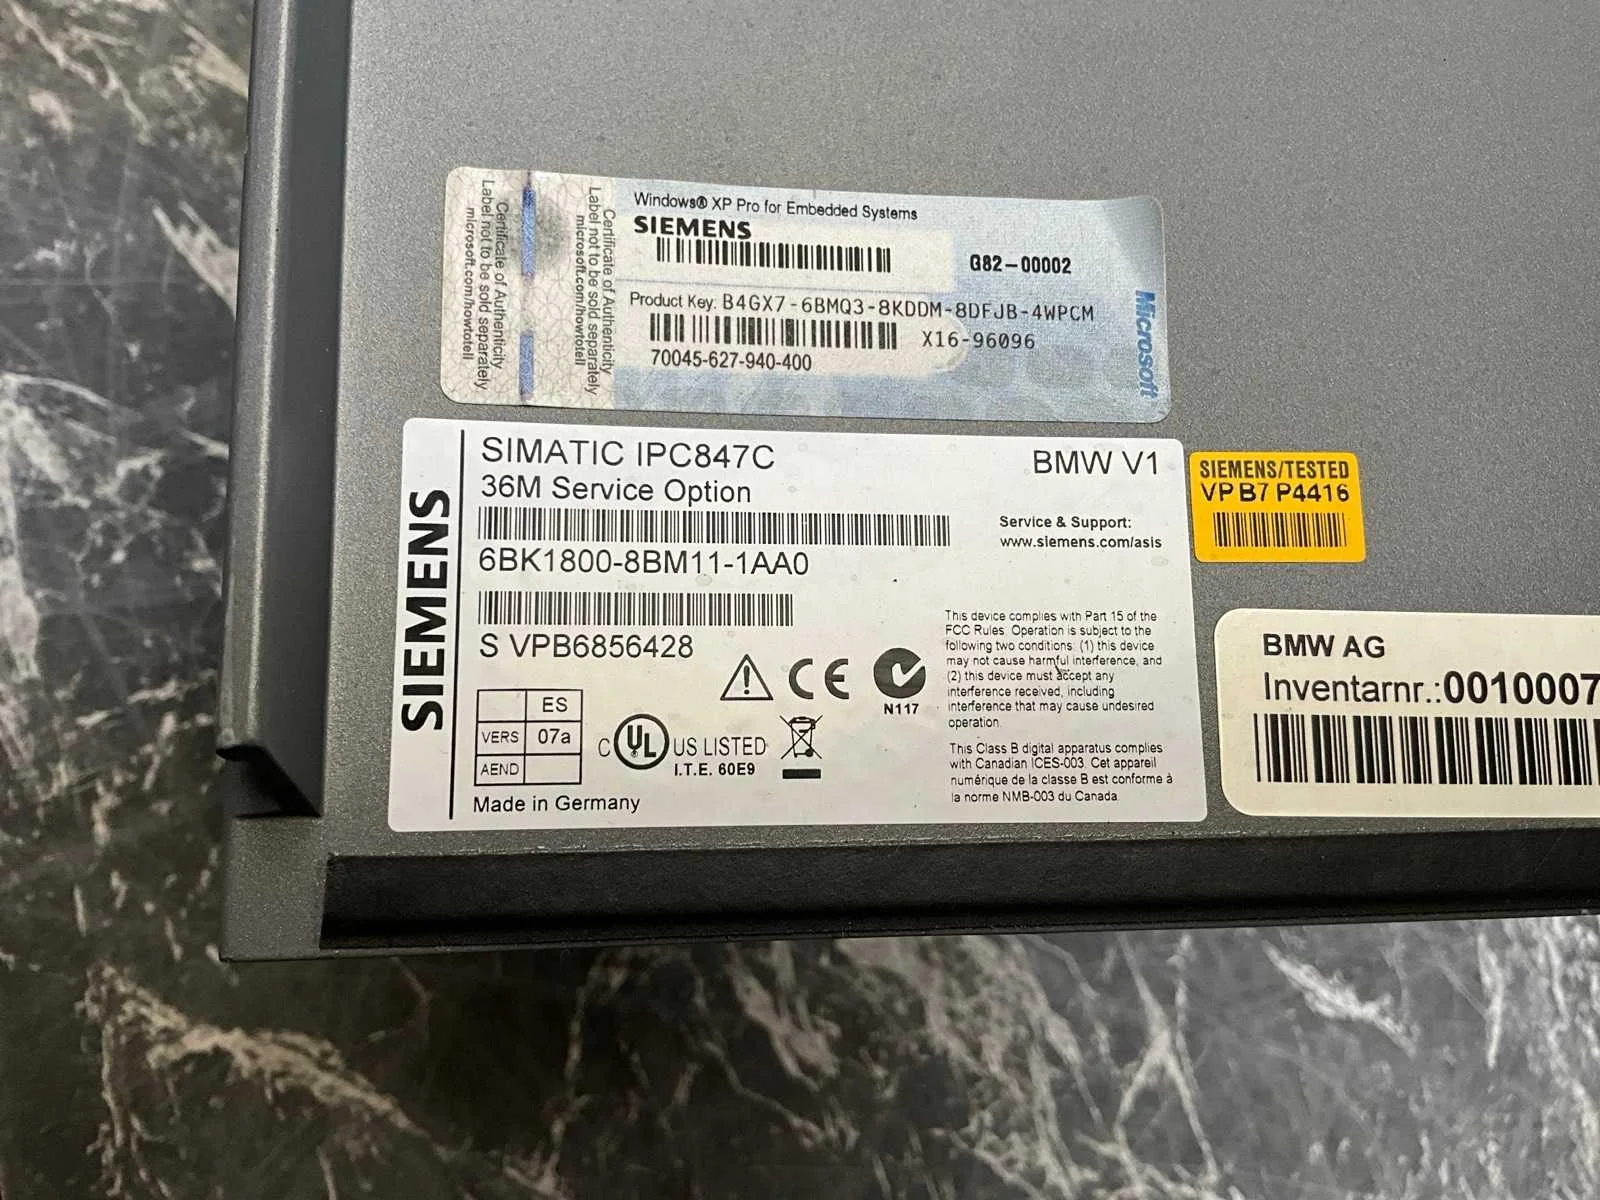 Certificate of Authenticity
Label not to be sold separately.
microsoft.com/howtotell
Certificate of Authenticity
Label not to be sold separately
microsoft.com/howtotell
Windows® XP Pro for Embedded Systems
SIEMENS
G82-00002
Product Key: B4GX7-6BMQ3-8KDDM-8DFJB-4WPCM
X16-96096
70045-627-940-400
Microsoft
SIEMENS
SIMATIC IPC847C
BMW V1
36M Service Option
Service & Support:
www.siemens.com/asis
6BK1800-8BM11-1AA0
S VPB6856428
N117
ES
VERS 07a
AEND
C UL US LISTED
I.T.E. 60E9
Made in Germany
This device complies with Part 15 of the
FCC Rules. Operation is subject to the
following two conditions: (1) this device
may not cause harmful interference, and
(2) this device must accept any
interference received, including
interference that may cause undesired
operation.
This Class B digital apparatus complies
with Canadian ICES-003. Cet appareil
numérique de la classe B est conforme à
la norme NMB-003 du Canada.
SIEMENS/TESTED
VPB7 P4416
BMW AG
Inventarnr.:0010007